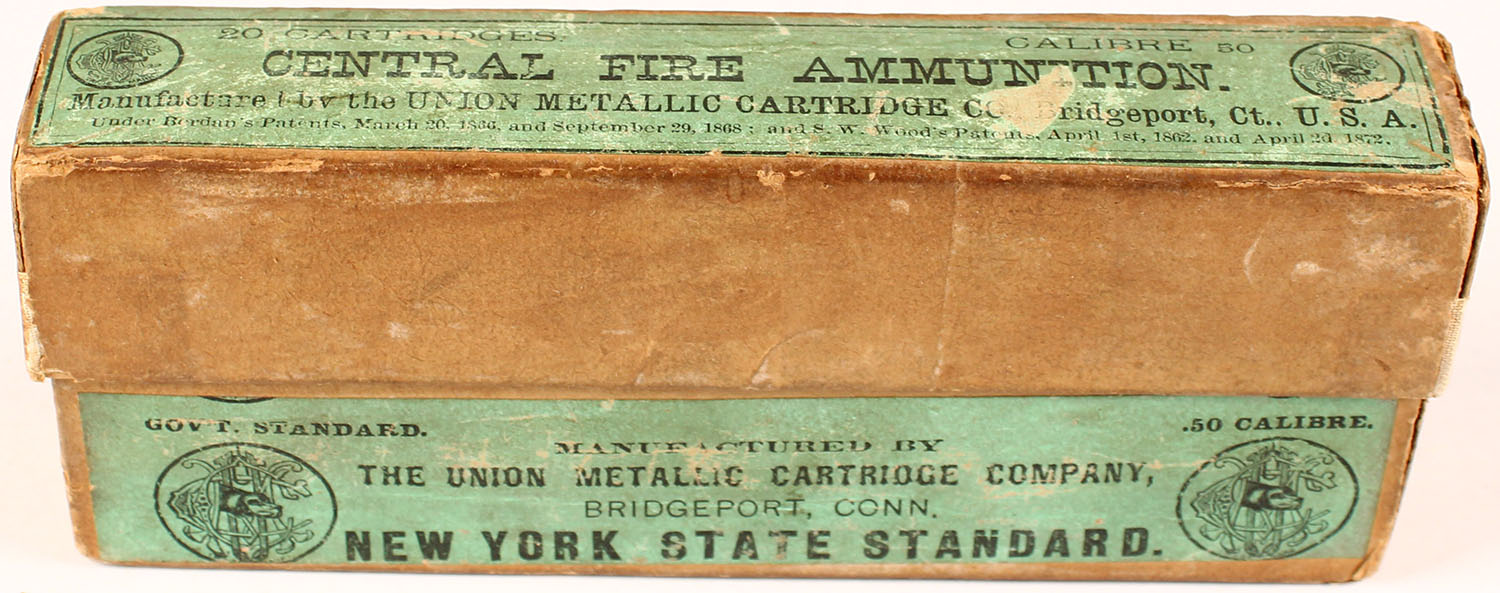 20 CARTRIDGES.
CALIBRE 50
CENTRAL FIRE AMMUNITION.
Manufactured by the UNION METALLIC CARTRIDGE CO. Bridgeport, Ct., U. S. A.
Under Berdan's Patents, March 20, 1866, and September 29, 1868; and S. W. Wood's Patents, April 1st, 1862, and April 2d 1872.
GOV'T. STANDARD.
.50 CALIBRE.
MANUFACTURED BY
THE UNION METALLIC CARTRIDGE COMPANY,
BRIDGEPORT, CONN.
NEW YORK STATE STANDARD.